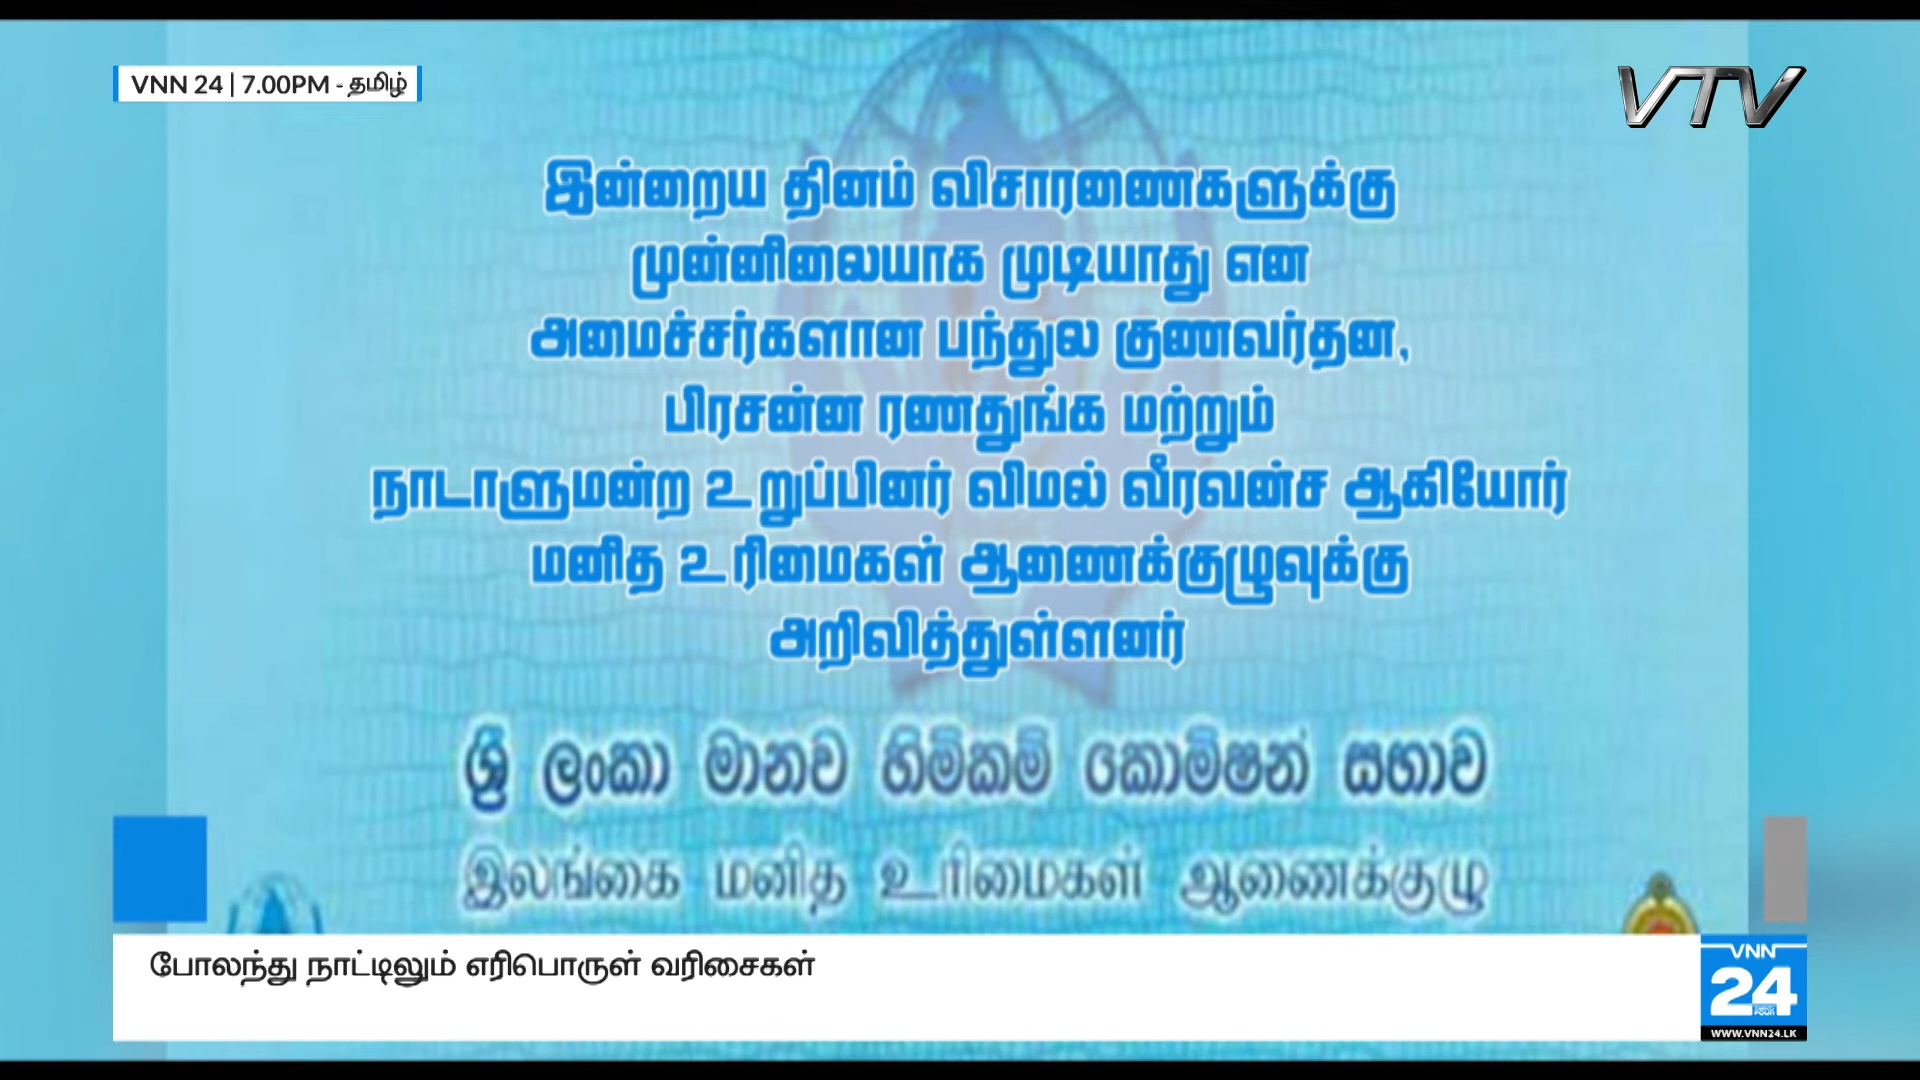 VNN 24 | 7.00PM - தமிழ்
VTV
இன்றைய தினம் விசாரணைகளுக்கு
முன்னிலையாக முடியாது என
அமைச்சர்களான பந்துல குணவர்தன,
பிரசன்ன ரணதுங்க மற்றும்
நாடாளுமன்ற உறுப்பினர் விமல் வீரவன்ச ஆகியோர்
மனித உரிமைகள் ஆணைக்குழுவுக்கு
அறிவித்துள்ளனர்
ශ්‍රී ලංකා මානව හිමිකම් කොමිෂන් සභාව
இலங்கை மனித உரிமைகள் ஆணைக்குழு
போலந்து நாட்டிலும் எரிபொருள் வரிசைகள்
VNN
24
WWW.VNN24.LK